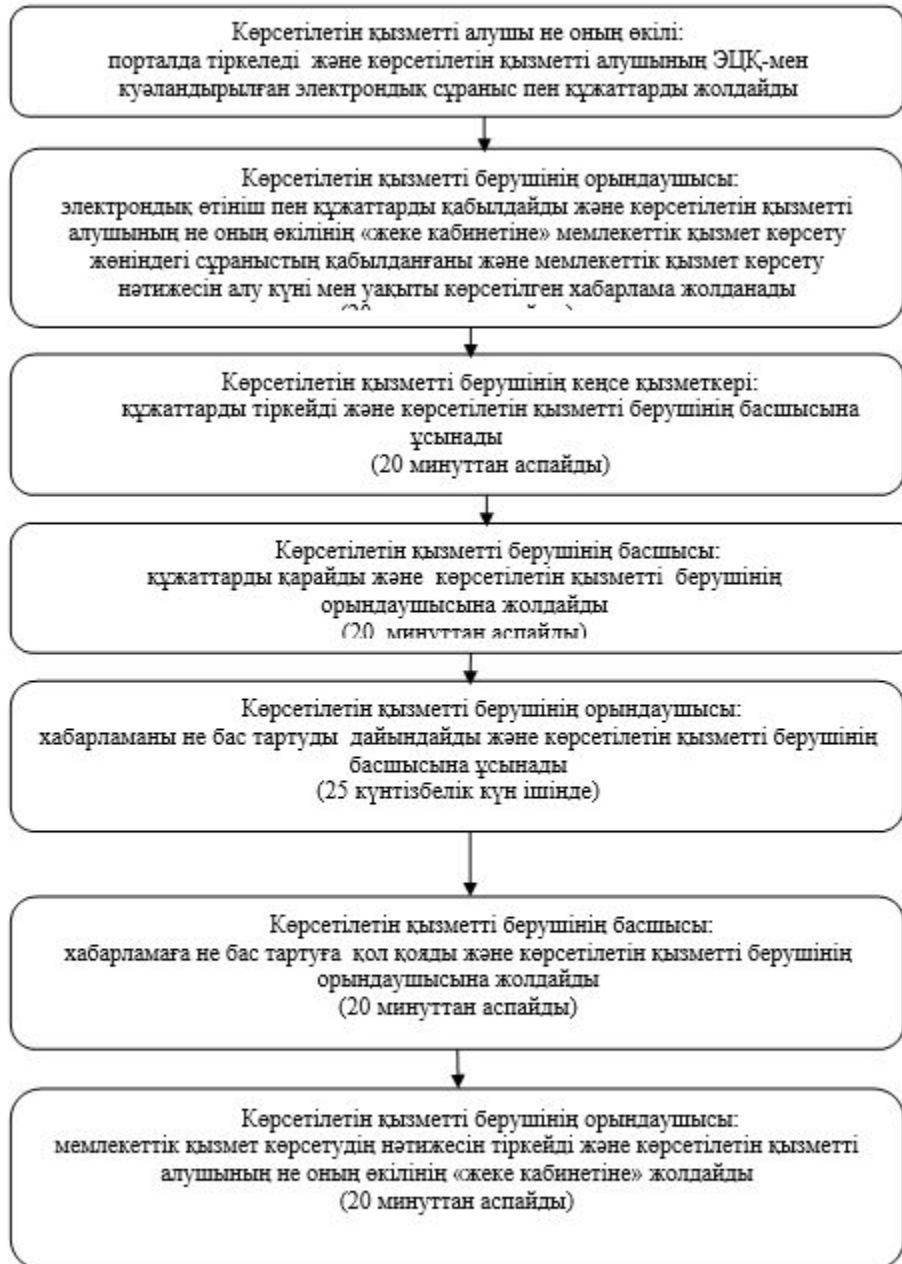 Көрсетілетін қызметті алушы не оның өкілі:
порталда тіркеледі және көрсетілетін қызметті алушының ЭЦҚ-мен
куәландырылған электрондық сұраныс пен құжаттарды жолдайды
Көрсетілетін қызметті берушінің орындаушысы:
электрондық өтініш пен құжаттарды қабылдайды және көрсетілетін қызметті
алушының не оның өкілінің «жеке кабинетіне» мемлекеттік қызмет көрсету
жөніндегі сұраныстың қабылданғаны және мемлекеттік қызмет көрсету
нәтижесін алу күні мен уақыты көрсетілген хабарлама жолданады
Көрсетілетін қызметті берушінің кеңсе қызметкері:
құжаттарды тіркейді және көрсетілетін қызметті берушінің басшысына
ұсынады
(20 минуттан аспайды)
Көрсетілетін қызметті берушінің басшысы:
құжаттарды қарайды және көрсетілетін қызметті берушінің
орындаушысына жолдайды
(20 минуттан аспайды)
Көрсетілетін қызметті берушінің орындаушысы:
хабарламаны не бас тартуды дайындайды және көрсетілетін қызметті берушінің
басшысына ұсынады
(25 күнтізбелік күн ішінде)
Көрсетілетін қызметті берушінің басшысы:
хабарламаға не бас тартуға қол қояды және көрсетілетін қызметті берушінің
орындаушысына жолдайды
(20 минуттан аспайды)
Көрсетілетін қызметті берушінің орындаушысы:
мемлекеттік қызмет көрсетудің нәтижесін тіркейді және көрсетілетін қызметті
алушының не оның өкілінің «жеке кабинетіне» жолдайды
(20 минуттан аспайды)